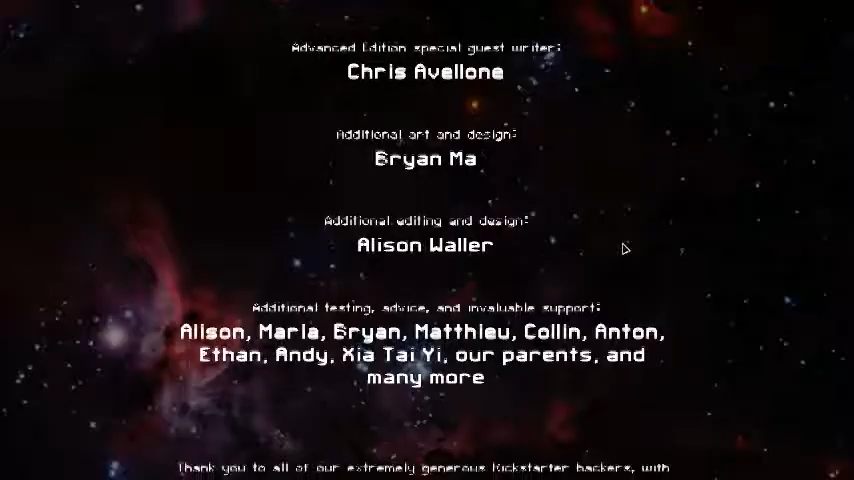 Advanced Edition special guest writer:
Chris Avellone
Additional art and design:
Bryan Ma
Additional editing and design:
Alison Waller
Additional testing, advice, and invaluable support:
Alison, Maria, Bryan, Matthieu, Collin, Anton,
Ethan, Andy, Xia Tai Yi, our parents, and
many more
Thank you to all of our extremely generous Kickstarter backers, with